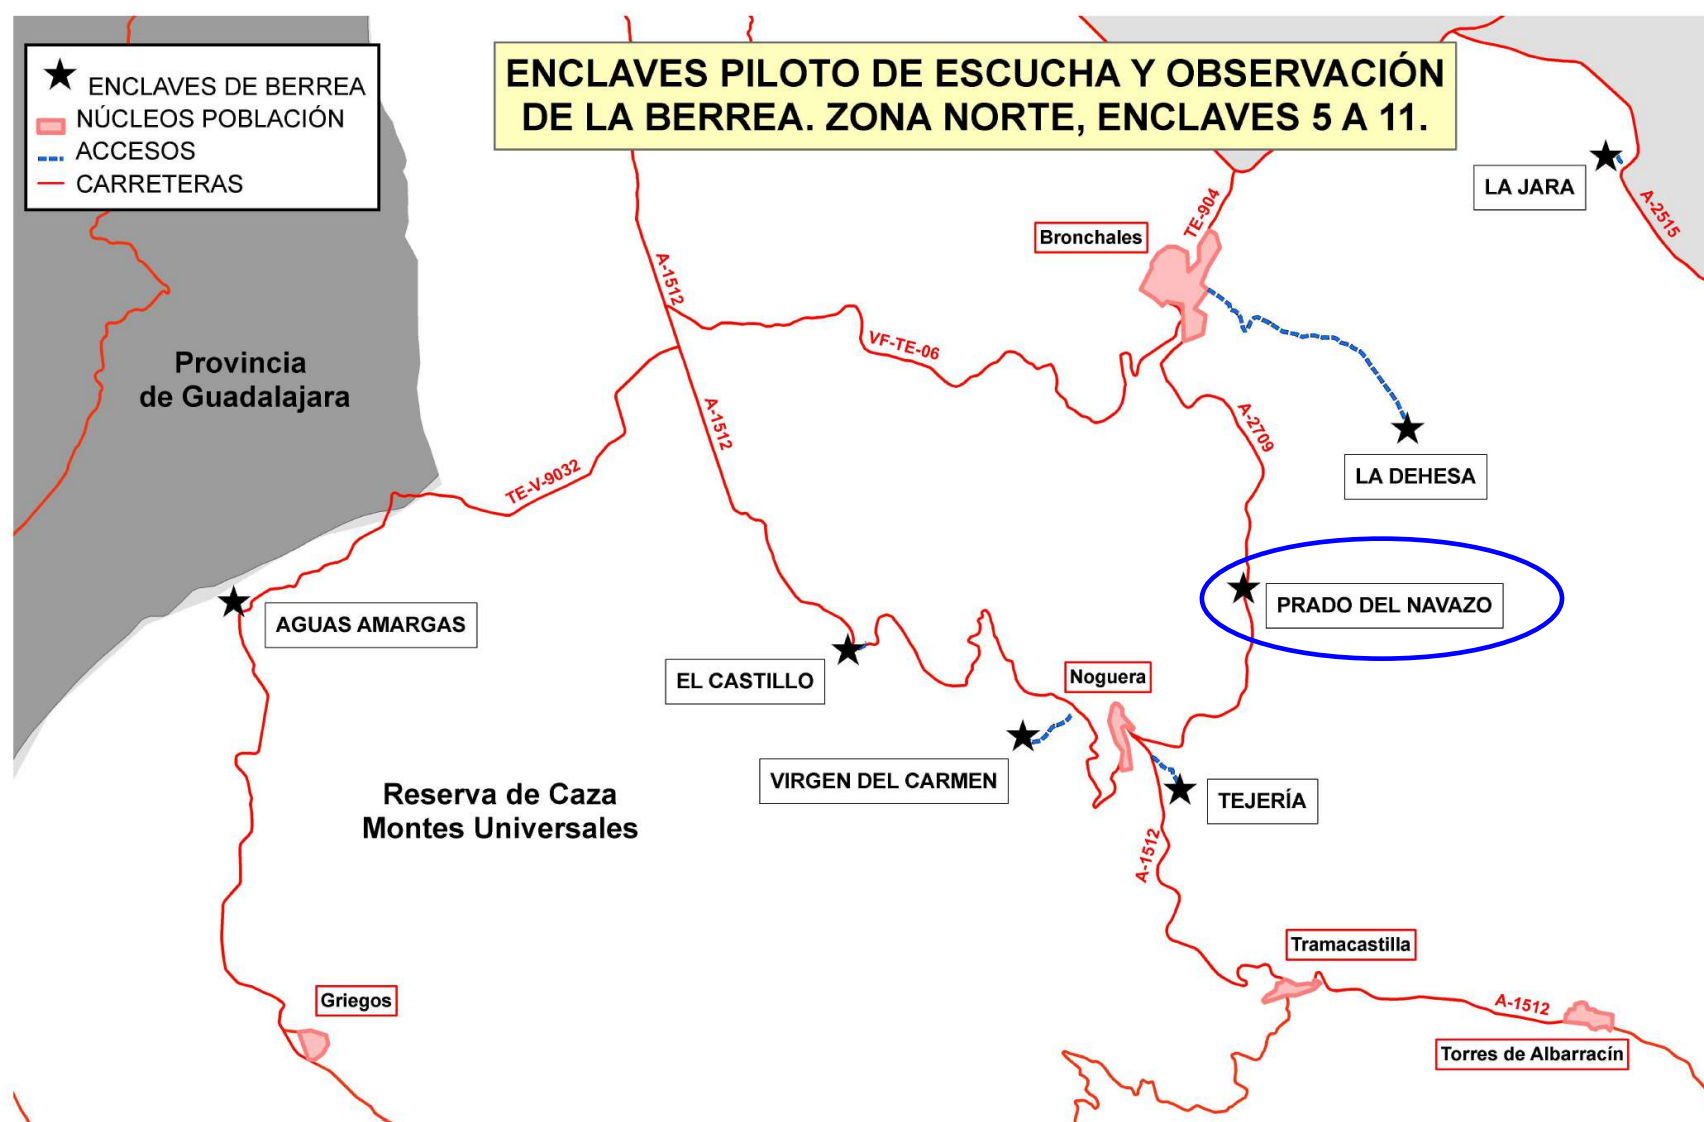 ENCLAVES DE BERREA
NÚCLEOS POBLACIÓN
ACCESOS
CARRETERAS
ENCLAVES PILOTO DE ESCUCHA Y OBSERVACIÓN
DE LA BERREA. ZONA NORTE, ENCLAVES 5 A 11.
LA JARA
A-2515
TE-904
Bronchales
A-1512
VF-TE-06
Provincia
de Guadalajara
A-1512
A-2709
LA DEHESA
TE-V-9032
PRADO DEL NAVAZO
AGUAS AMARGAS
EL CASTILLO
Noguera
VIRGEN DEL CARMEN
TEJERÍA
Reserva de Caza
Montes Universales
A-1512
Tramacastilla
Griegos
A-1512
Torres de Albarracín